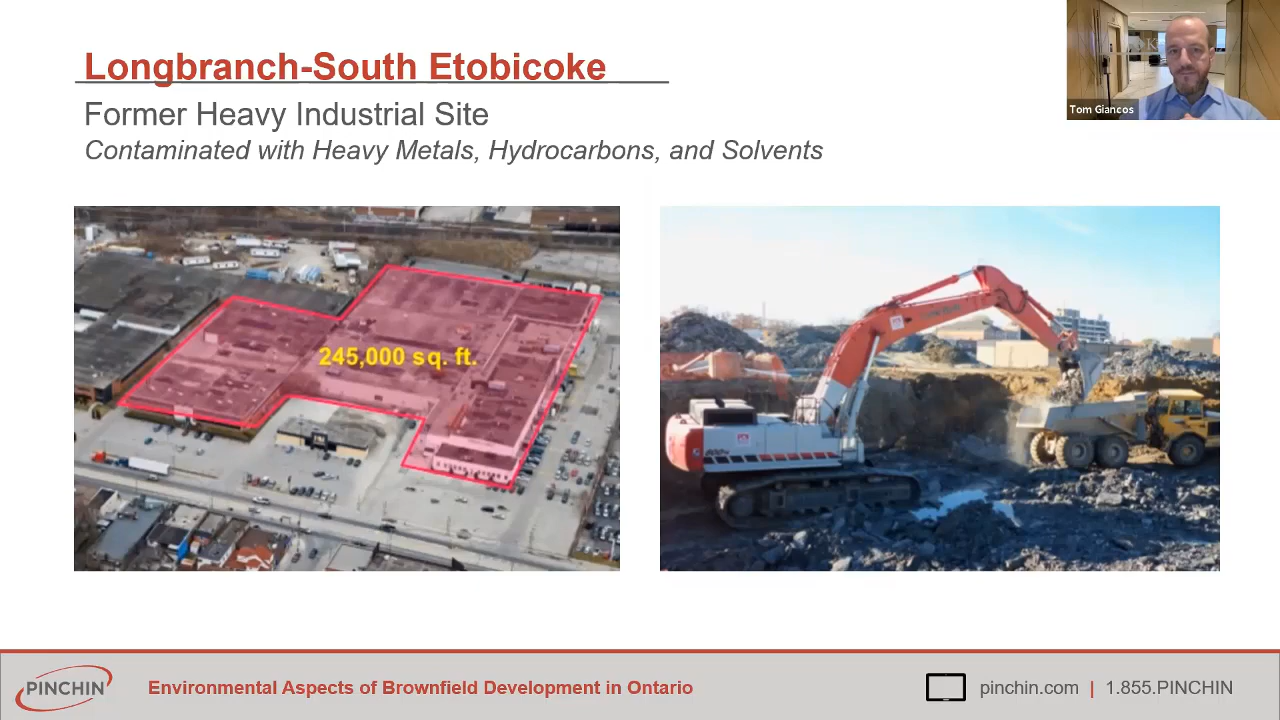 Longbranch-South Etobicoke
Former Heavy Industrial Site
Contaminated with Heavy Metals, Hydrocarbons, and Solvents
Tom Giancos
245,000 sq. ft.
PINCHIN
Environmental Aspects of Brownfield Development in Ontario
pinchin.com | 1.855.PINCHIN